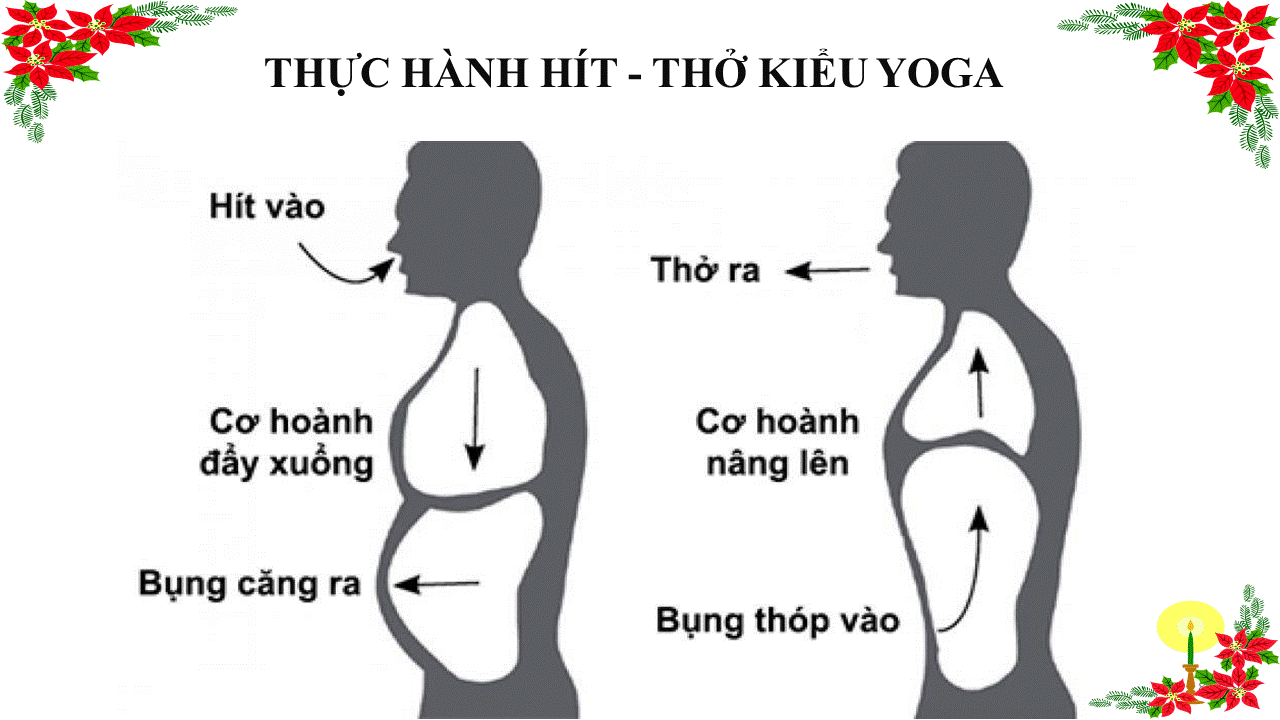 THỰC HÀNH HÍT - THỞ KIỂU YOGA
Hít vào
Cơ hoành
đẩy xuổng
Bụng căng ra
Thở ra
Cơ hoành
nâng lên
Bụng thóp vào